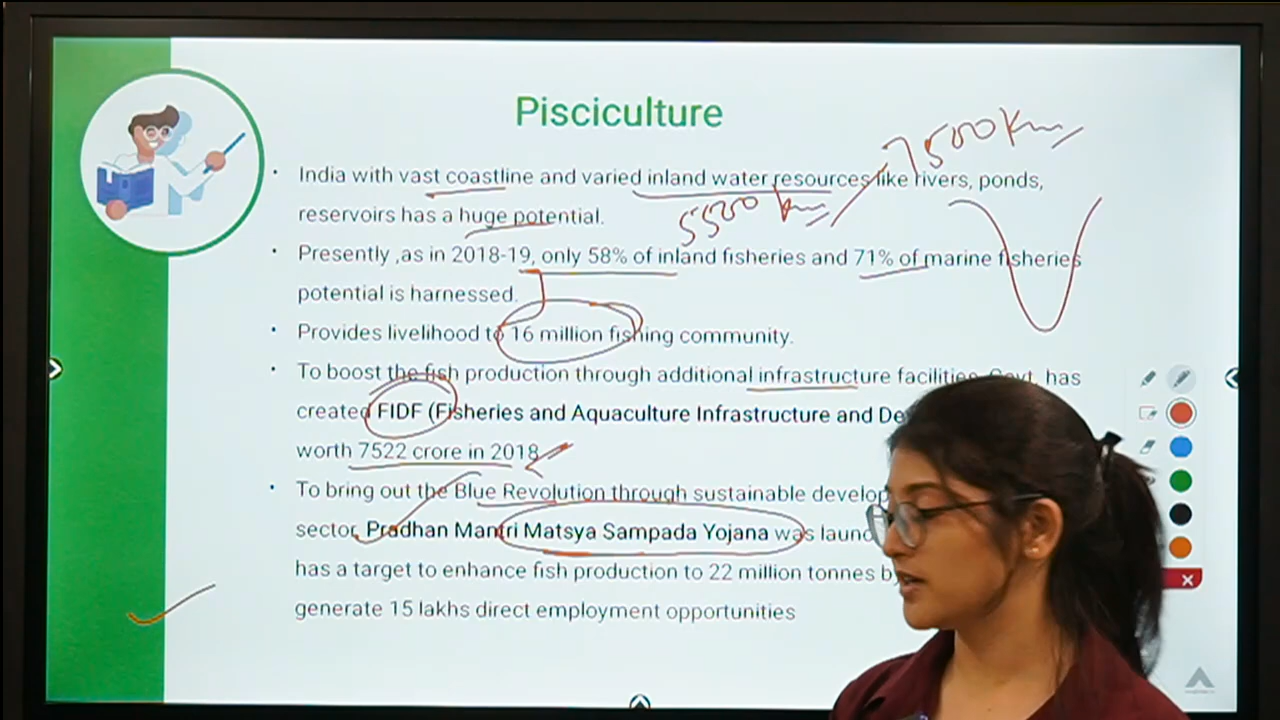 Pisciculture
7500 Km
• India with vast coastline and varied inland water resources like rivers, ponds,
reservoirs has a huge potential.
5500 km
• Presently ,as in 2018-19, only 58% of inland fisheries and 71% of marine fisheries
potential is harnessed.
• Provides livelihood to 16 million fishing community.
• To boost the fish production through additional infrastructure facilities, Govt. has
created FIDF (Fisheries and Aquaculture Infrastructure and De
worth 7522 crore in 2018
• To bring out the Blue Revolution through sustainable develop
sector, Pradhan Mantri Matsya Sampada Yojana was launc
has a target to enhance fish production to 22 million tonnes b
generate 15 lakhs direct employment opportunities